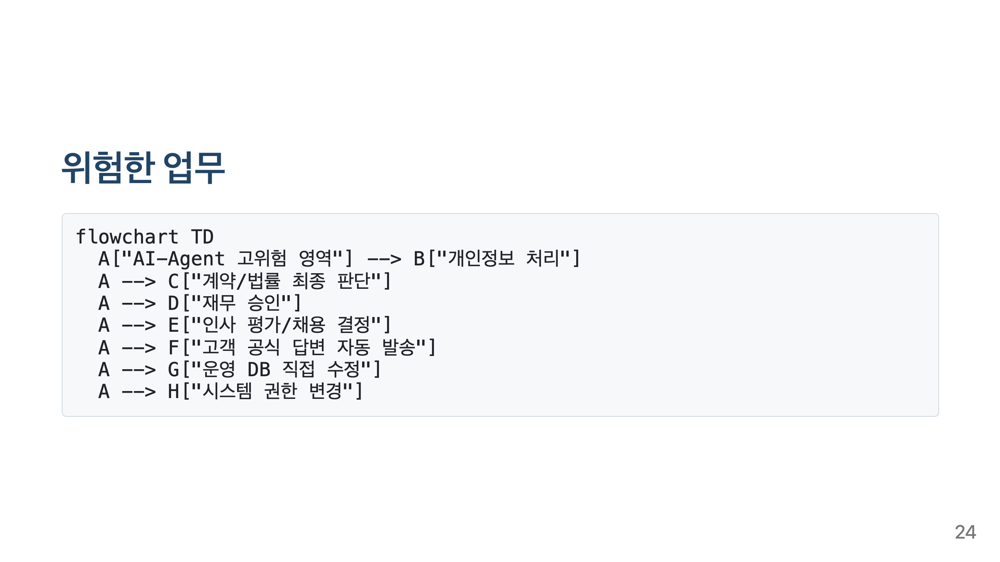 위험한 업무
flowchart TD
  A["AI-Agent 고위험 영역"] --> B["개인정보 처리"]
  A --> C["계약/법률 최종 판단"]
  A --> D["재무 승인"]
  A --> E["인사 평가/채용 결정"]
  A --> F["고객 공식 답변 자동 발송"]
  A --> G["운영 DB 직접 수정"]
  A --> H["시스템 권한 변경"]
24